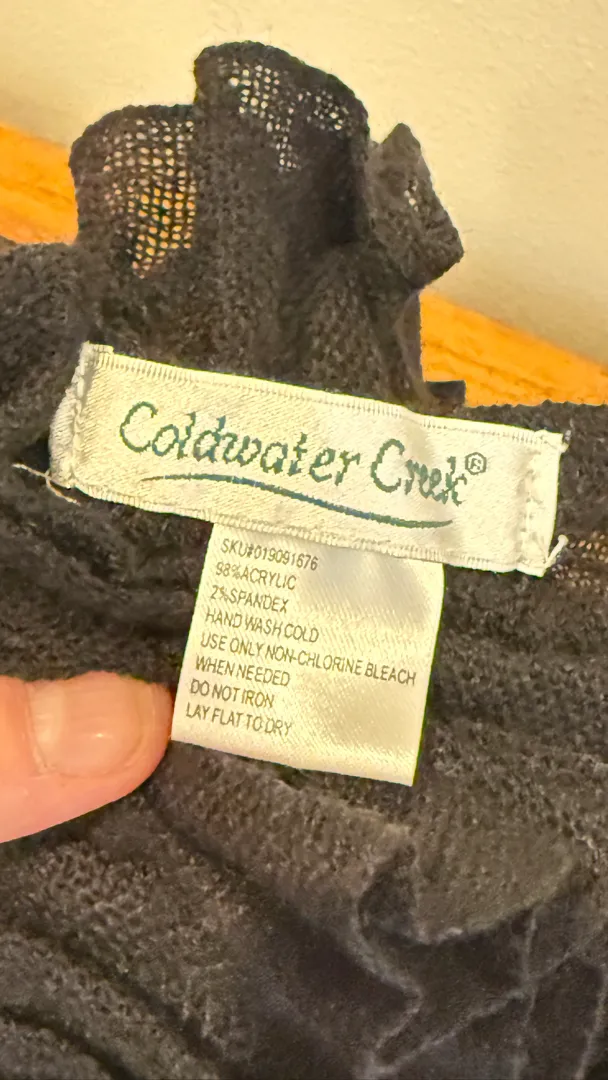 Coldwater Creek®
SKU#019091676
98%ACRYLIC
2%SPANDEX
HAND WASH COLD
USE ONLY NON-CHLORINE BLEACH
WHEN NEEDED
DO NOT IRON
LAY FLAT TO DRY